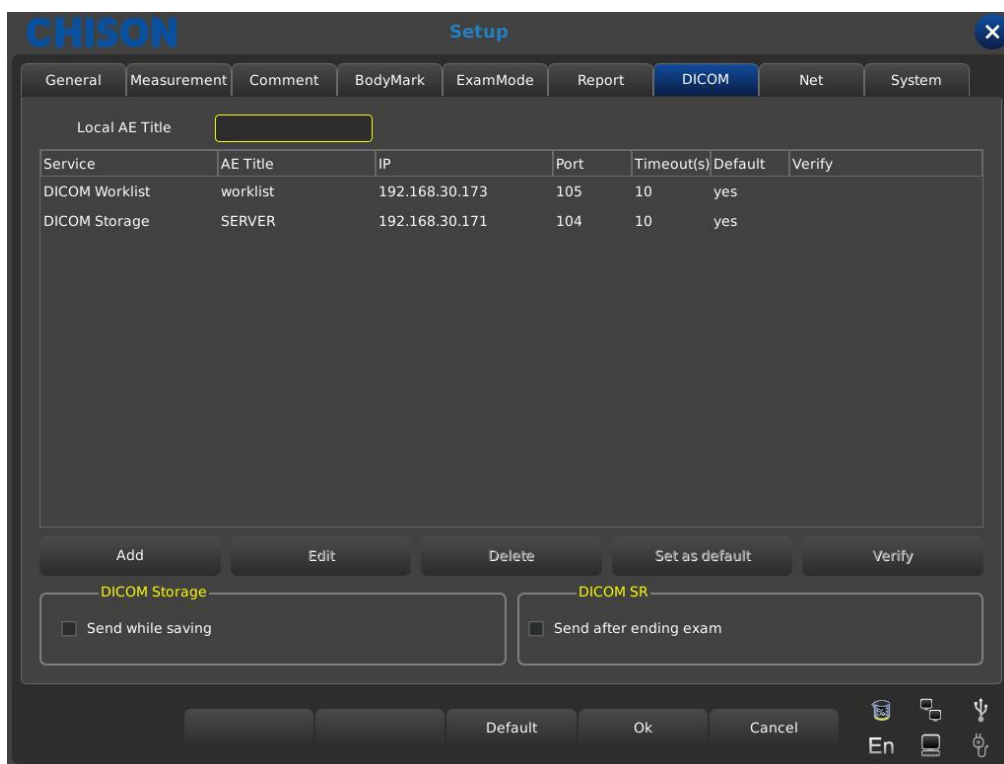 CHISON Setup
General Measurement Comment BodyMark ExamMode Report DICOM Net System
Local AE Title
Service AE Title IP Port Timeout(s) Default Verify
DICOM Worklist worklist 192.168.30.173 105 10 yes
DICOM Storage SERVER 192.168.30.171 104 10 yes
Add Edit Delete Set as default Verify
DICOM Storage DICOM SR
Send while saving Send after ending exam
Default Ok Cancel
En